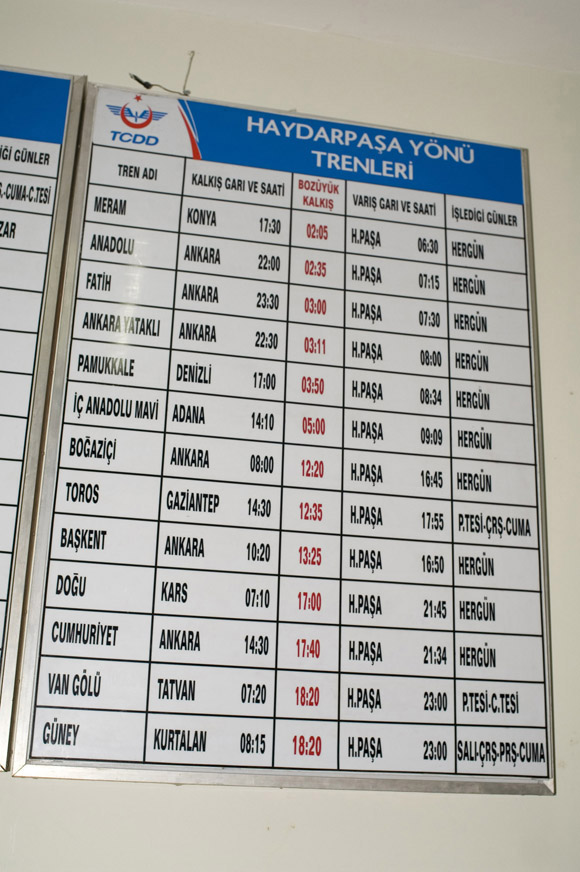 İĞİ GÜNLER
Ş.-CUMA-C.TESİ
ZAR
TCDD
HAYDARPAŞA YÖNÜ
TRENLERİ
TREN ADI KALKIŞ GARI VE SAATİ BOZÜYÜK KALKIŞ VARIŞ GARI VE SAATİ İŞLEDİGİ GÜNLER
MERAM KONYA 17:30 02:05 H.PAŞA 06:30 HERGÜN
ANADOLU ANKARA 22:00 02:35 H.PAŞA 07:15 HERGÜN
FATİH ANKARA 23:30 03:00 H.PAŞA 07:30 HERGÜN
ANKARA YATAKLI ANKARA 22:30 03:11 H.PAŞA 08:00 HERGÜN
PAMUKKALE DENİZLİ 17:00 03:50 H.PAŞA 08:34 HERGÜN
İÇ ANADOLU MAVİ ADANA 14:10 05:00 H.PAŞA 09:09 HERGÜN
BOĞAZİÇİ ANKARA 08:00 12:20 H.PAŞA 16:45 HERGÜN
TOROS GAZİANTEP 14:30 12:35 H.PAŞA 17:55 P.TESİ-ÇRŞ-CUMA
BAŞKENT ANKARA 10:20 13:25 H.PAŞA 16:50 HERGÜN
DOĞU KARS 07:10 17:00 H.PAŞA 21:45 HERGÜN
CUMHURİYET ANKARA 14:30 17:40 H.PAŞA 21:34 HERGÜN
VAN GÖLÜ TATVAN 07:20 18:20 H.PAŞA 23:00 P.TESİ-C.TESİ
GÜNEY KURTALAN 08:15 18:20 H.PAŞA 23:00 SALI-ÇRŞ-PRŞ-CUMA